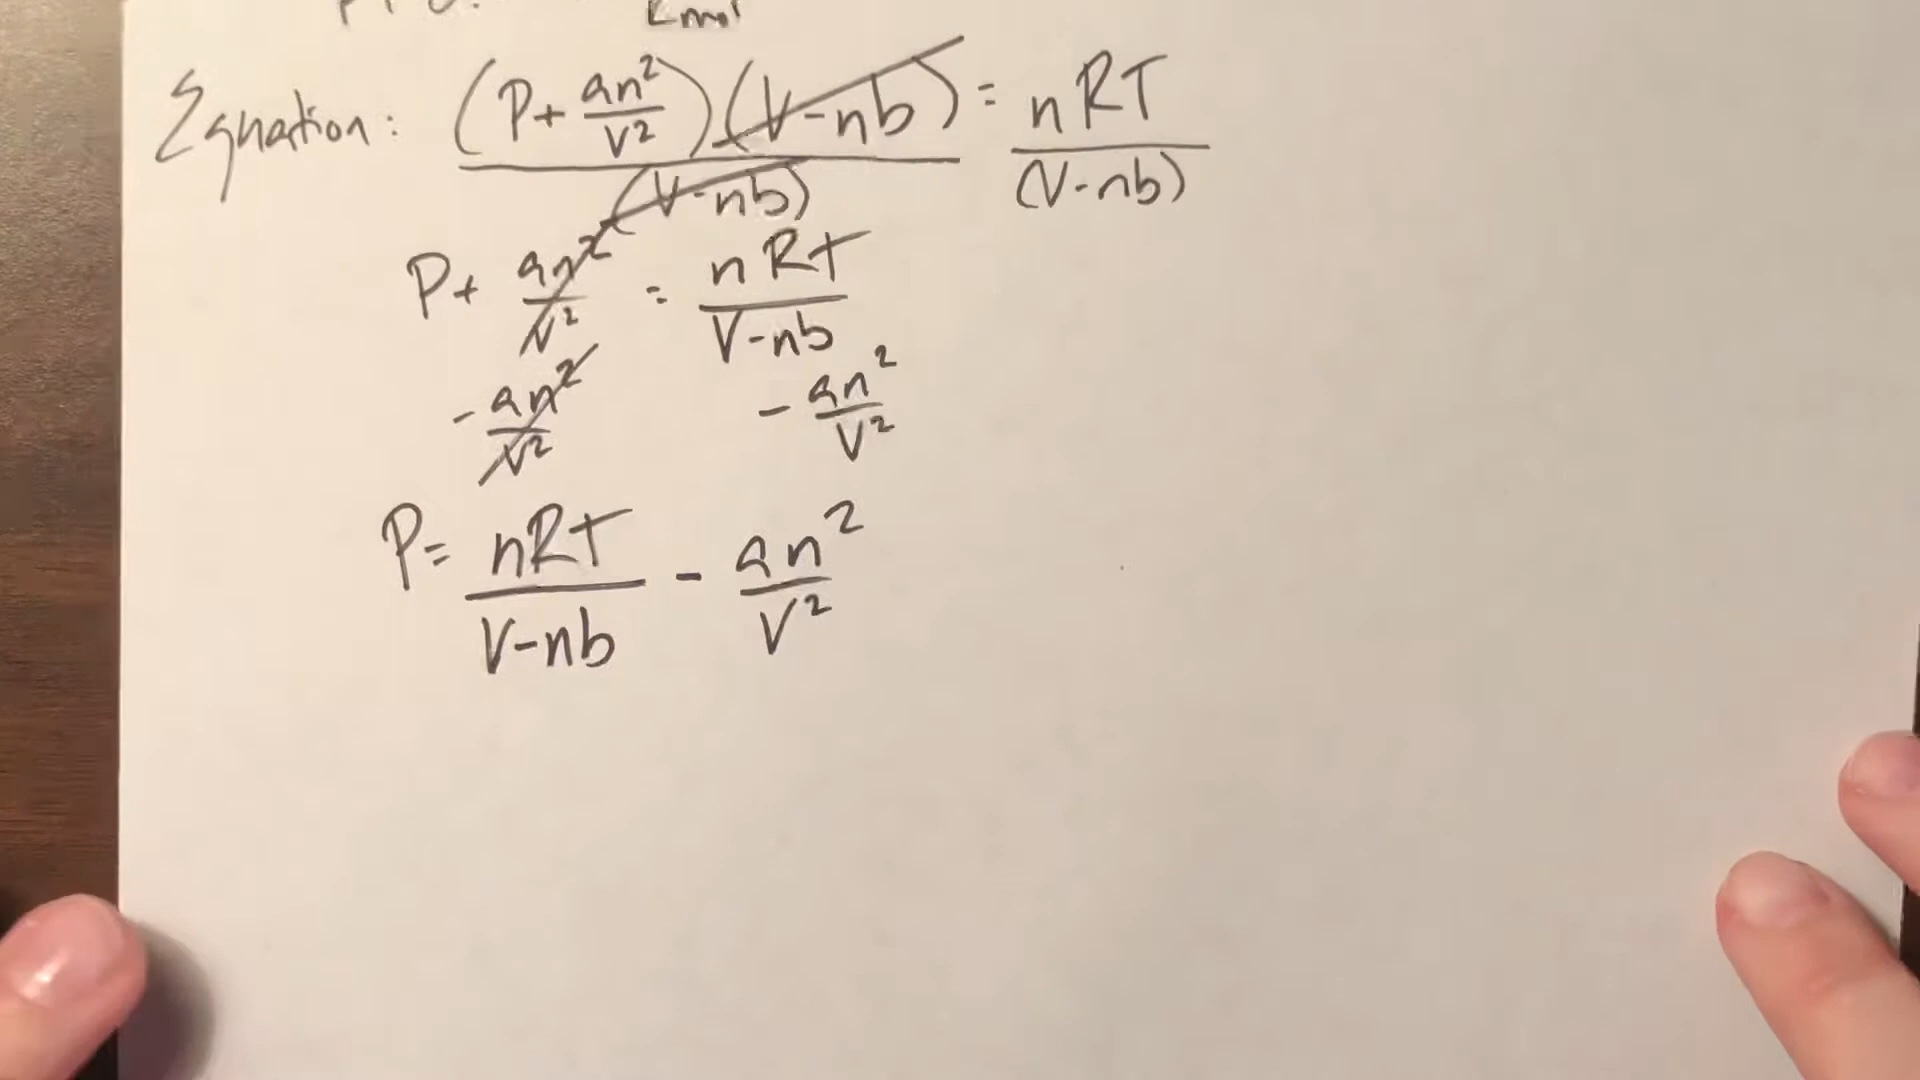 K mol
Equation: (P + an²/V²)(V-nb) / (V-nb) = nRT / (V-nb)
P + an²/V² = nRT / V-nb
- an²/V² - an²/V²
P = nRT / V-nb - an²/V²